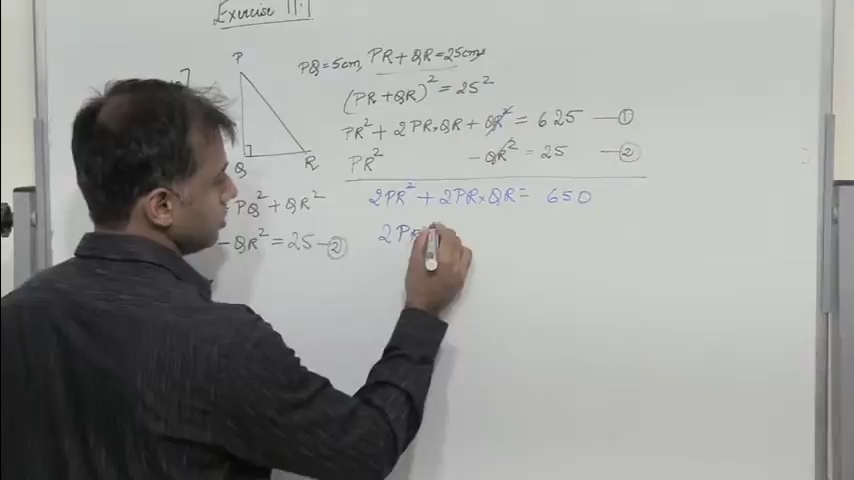 Exercise 11.1
P
PQ = 5cm, PR + QR = 25cms
(PR + QR)² = 25²
PR² + 2PR×QR + QR² = 625 — ①
PR² - QR² = 25 — ②
Q R
2PR² + 2PR×QR = 650
PQ² + QR²
- QR² = 25 — ②
2PR